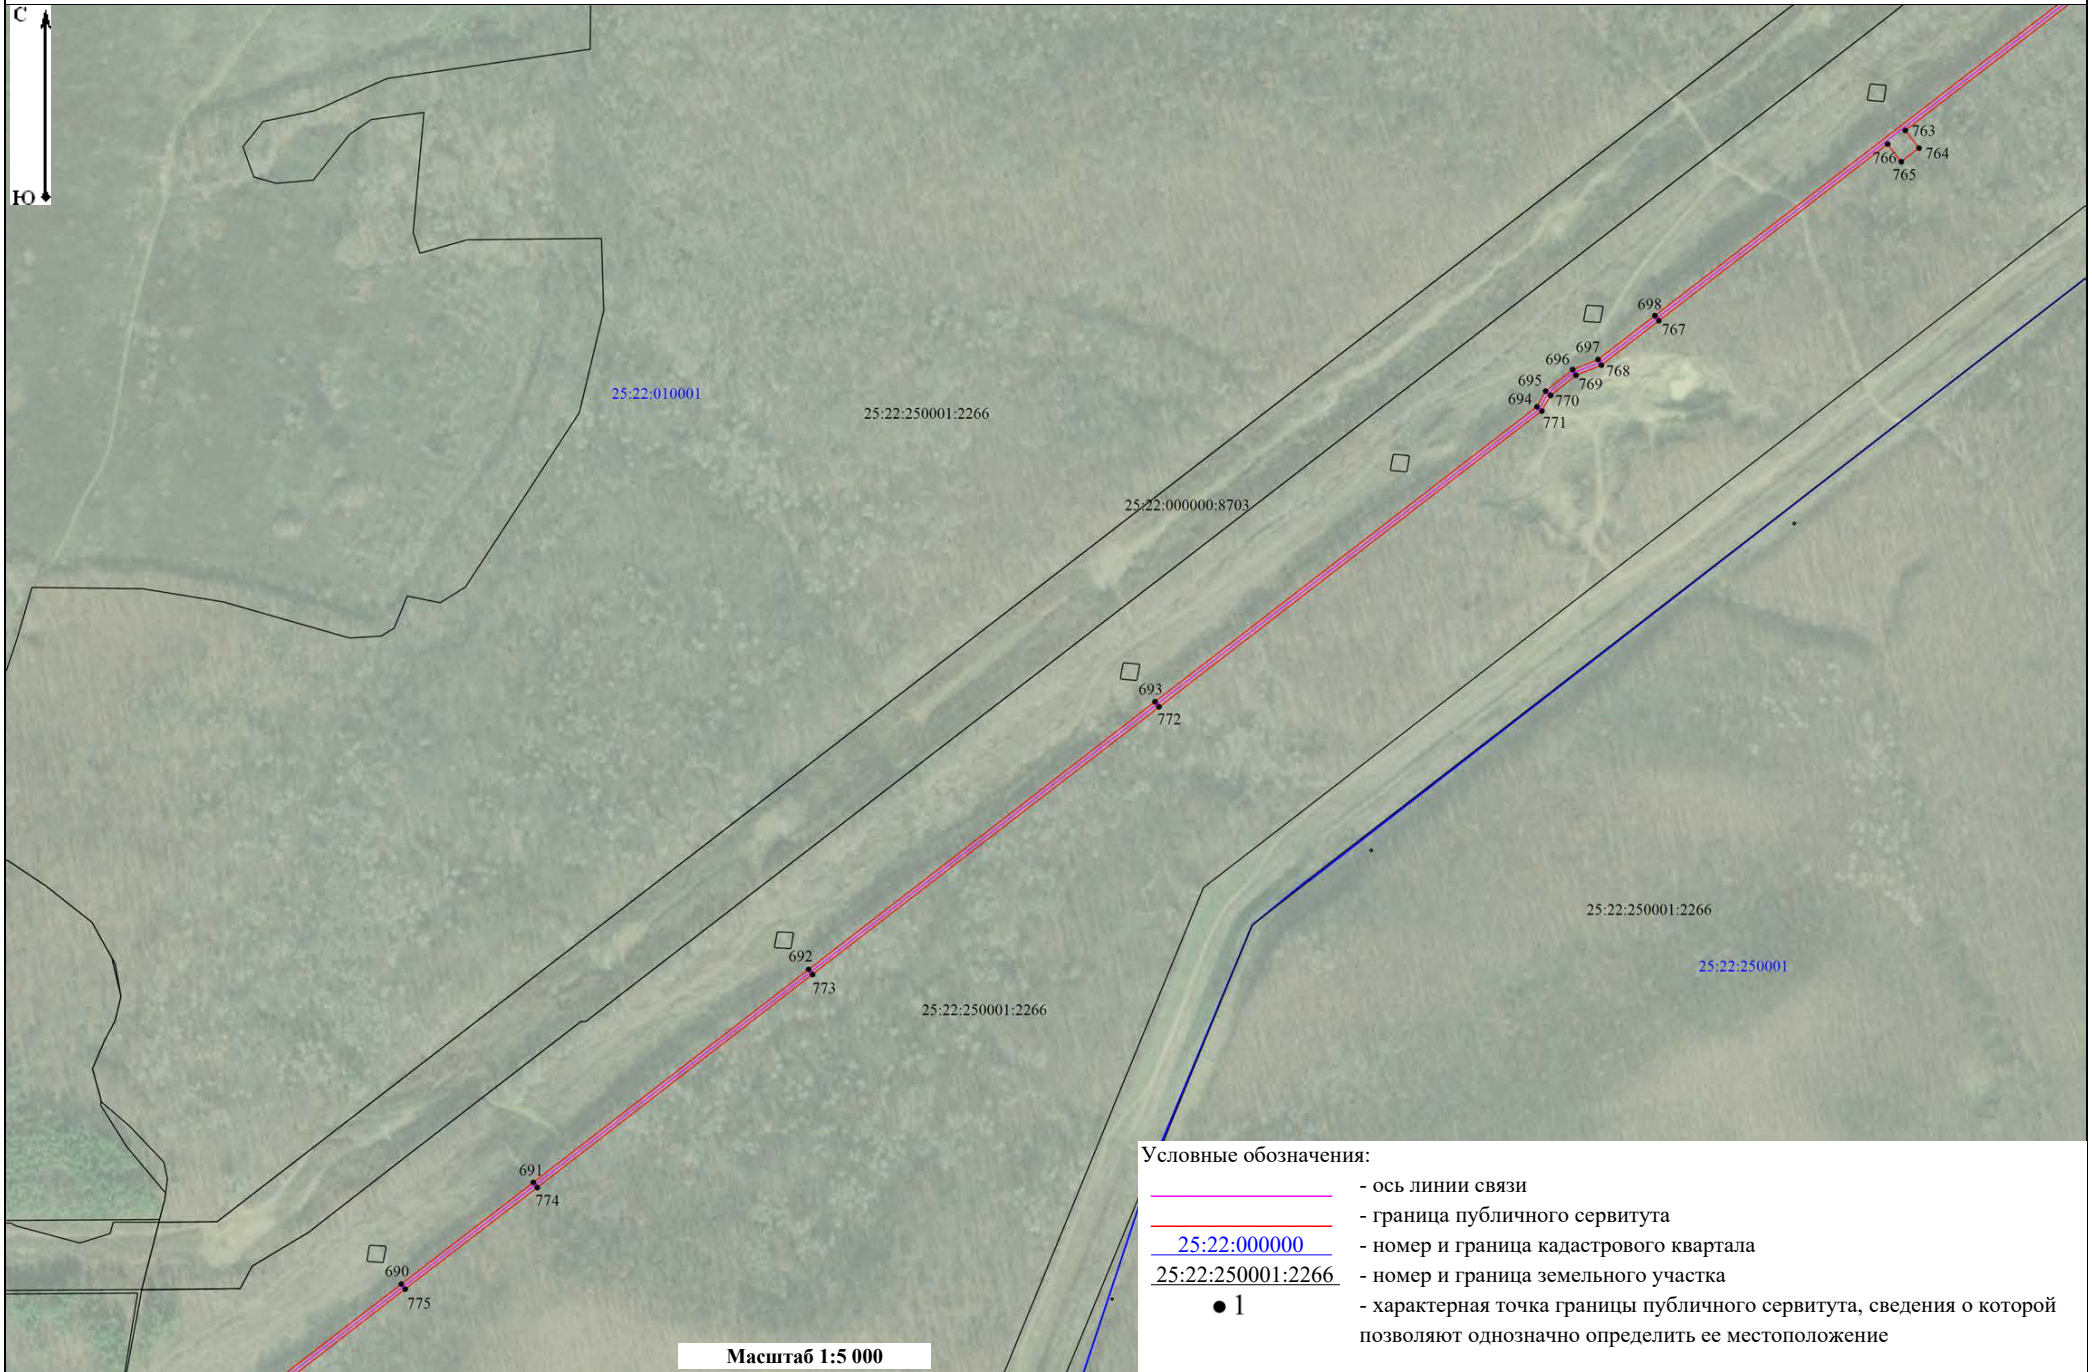 С
Ю
763
764
766
765
698
767
697
768
696
769
695
770
694
771
25:22:010001
25:22:250001:2266
25:22:000000:8703
693
772
25:22:250001:2266
25:22:250001
692
773
25:22:250001:2266
691
774
690
775
Условные обозначения:
- ось линии связи
- граница публичного сервитута
25:22:000000 - номер и граница кадастрового квартала
25:22:250001:2266 - номер и граница земельного участка
1 - характерная точка границы публичного сервитута, сведения о которой
позволяют однозначно определить ее местоположение
Масштаб 1:5 000